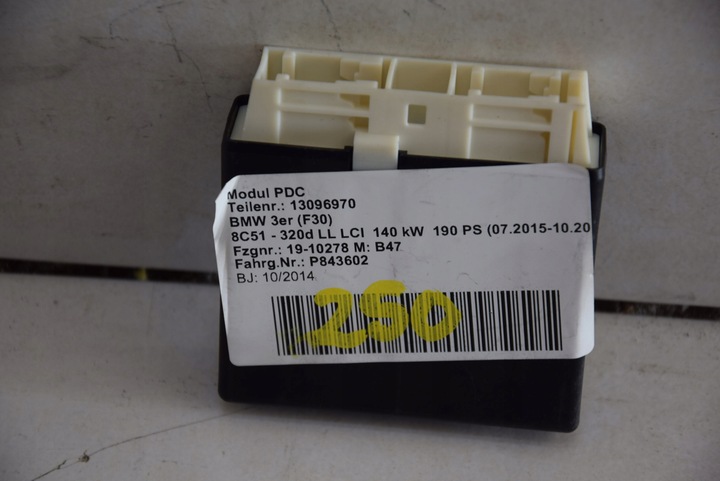 Modul PDC
Teilenr.: 13096970
BMW 3er (F30)
8C51 - 320d LL LCI 140 kW 190 PS (07.2015-10.20
Fzgnr.: 19-10278 M: B47
Fahrg.Nr.: P843602
BJ: 10/2014
250